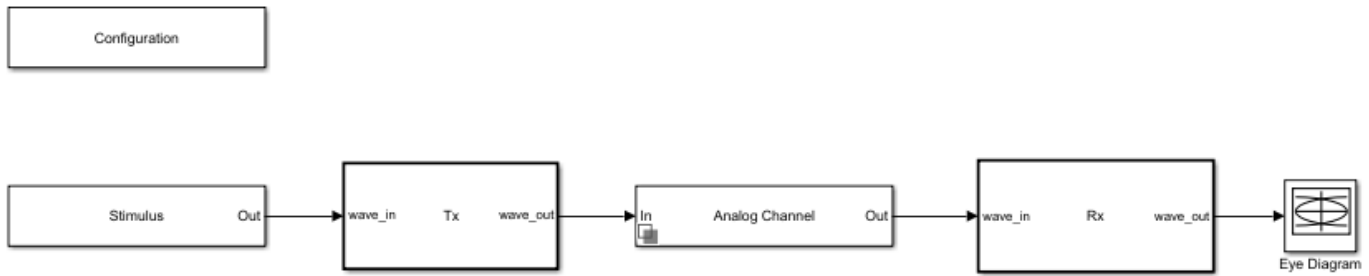 Configuration
Stimulus Out wave_in Tx wave_out In Analog Channel Out wave_in Rx wave_out
Eye Diagram